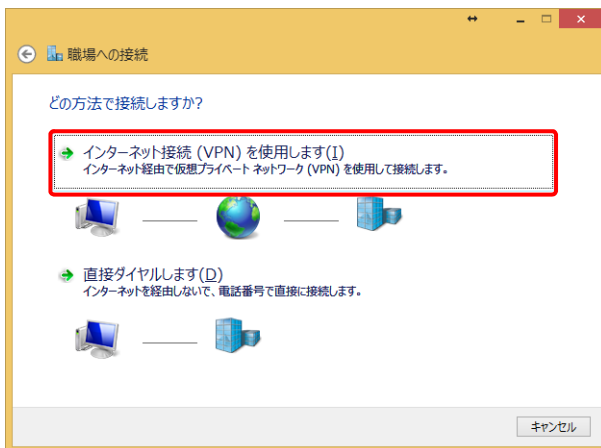 職場への接続
どの方法で接続しますか?
インターネット接続 (VPN) を使用します(I)
インターネット経由で仮想プライベート ネットワーク (VPN) を使用して接続します。
直接ダイヤルします(D)
インターネットを経由しないで、電話番号で直接に接続します。
キャンセル